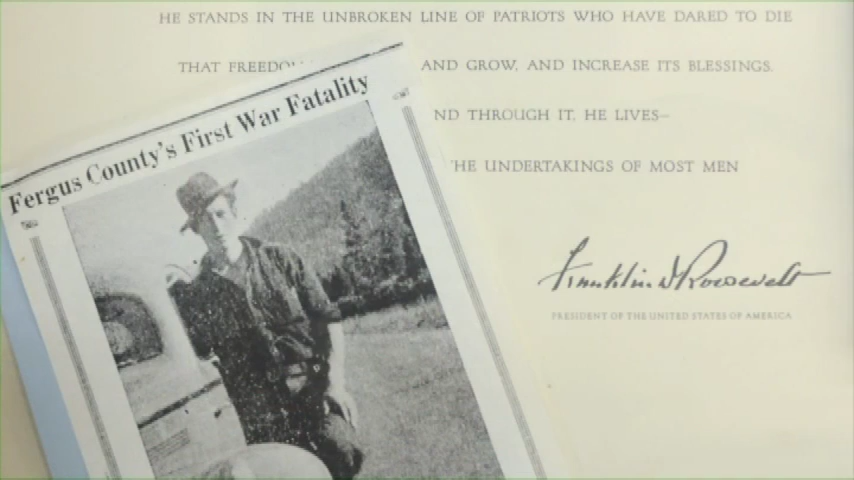 HE STANDS IN THE UNBROKEN LINE OF PATRIOTS WHO HAVE DARED TO DIE
THAT FREEDO
AND GROW, AND INCREASE ITS BLESSINGS.
ND THROUGH IT, HE LIVES—
HE UNDERTAKINGS OF MOST MEN
Franklin D Roosevelt
PRESIDENT OF THE UNITED STATES OF AMERICA
Fergus County's First War Fatality